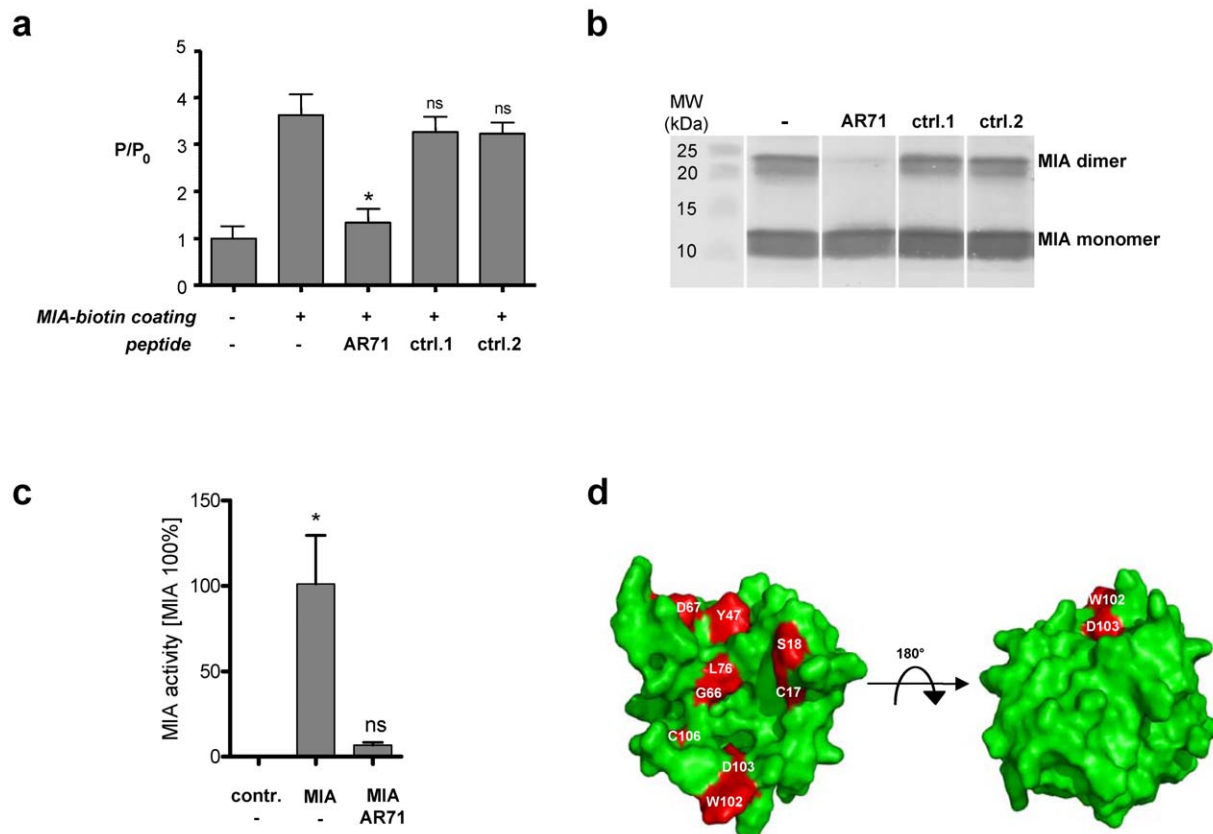 a
5
4
3
2
1
0
P/P0
ns
ns
*
MIA-biotin coating - + + + +
peptide - - AR71 ctrl.1 ctrl.2
b
MW
(kDa)
- AR71 ctrl.1 ctrl.2
25
20
15
10
MIA dimer
MIA monomer
c
MIA activity [MIA 100%]
150
100
50
0
*
ns
contr. MIA MIA
- - AR71
d
D67
Y47
S18
L76
G66
C17
C106
D103
W102
180°
W102
D103